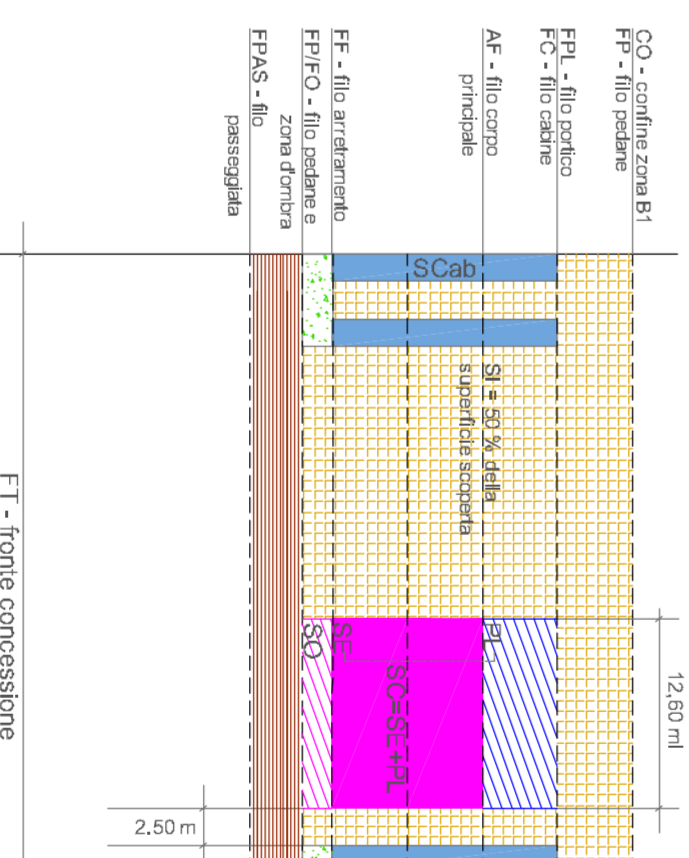 CO - confine zona B1
FP - filo pedane
FPL - filo portico
FC - filo cabine
AF - filo corpo
principale
FF - filo arretramento
FP/FO - filo pedane e
zona d'ombra
FPAS - filo
passeggiata
SCab
SI = 50 % della
superficie scoperta
PL
SE
SO
SC=SE+PL
12,60 ml
2.50 m
FT - fronte concessione